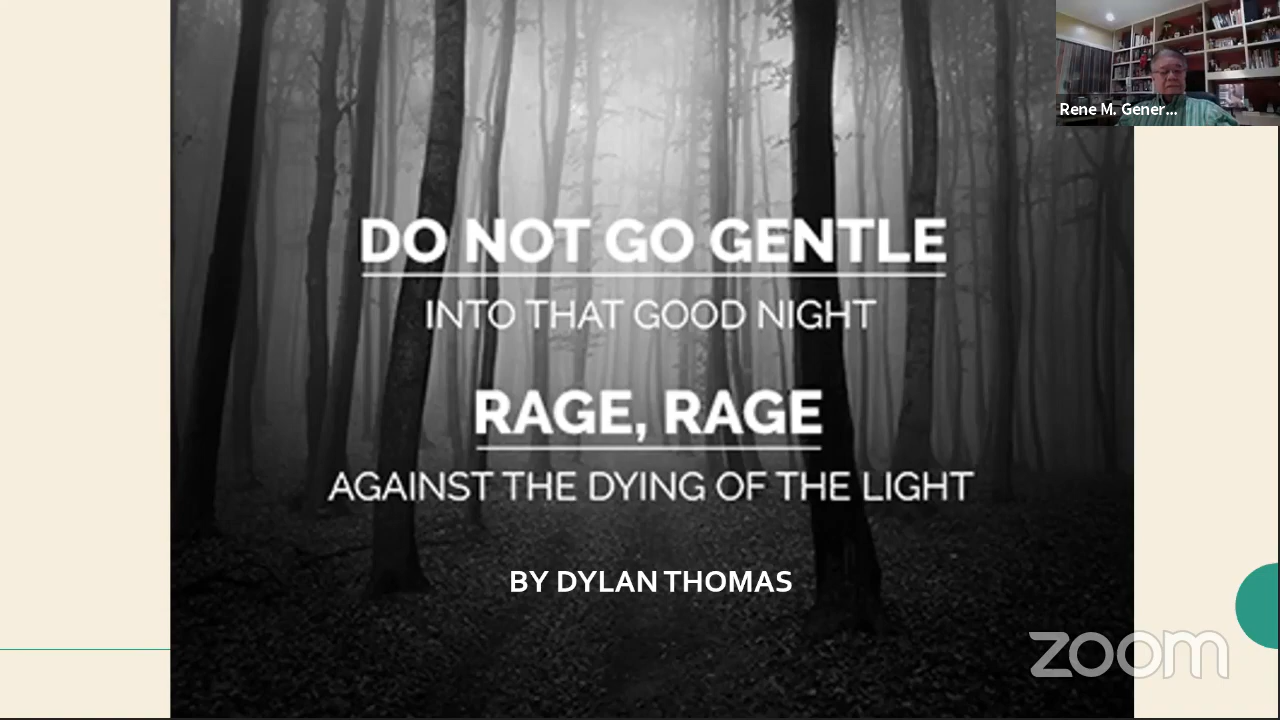 Rene M. Gener...
DO NOT GO GENTLE
INTO THAT GOOD NIGHT
RAGE, RAGE
AGAINST THE DYING OF THE LIGHT
BY DYLAN THOMAS
zoom